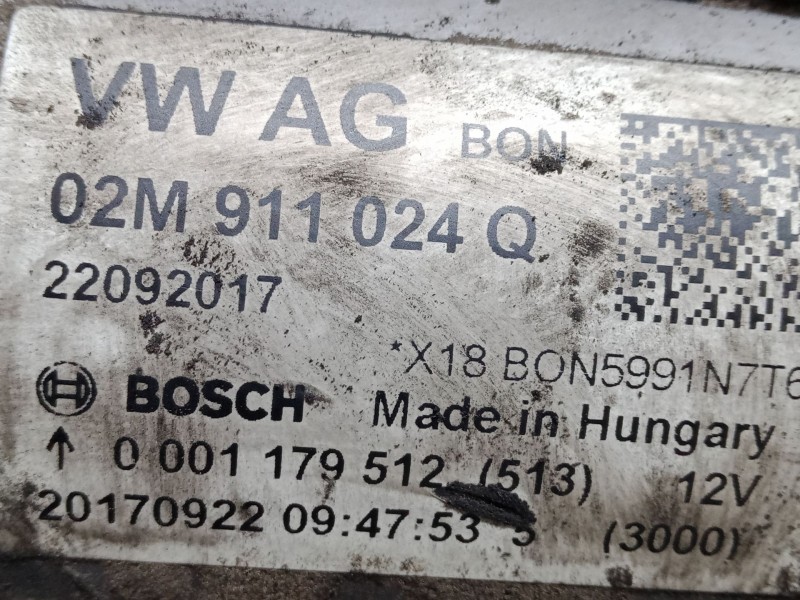 VW AG BON
02M 911 024 Q
22092017
*X18 BON5991N7T6
BOSCH Made in Hungary
0 001 179 512 (513) 12V
20170922 09:47:53 (3000)